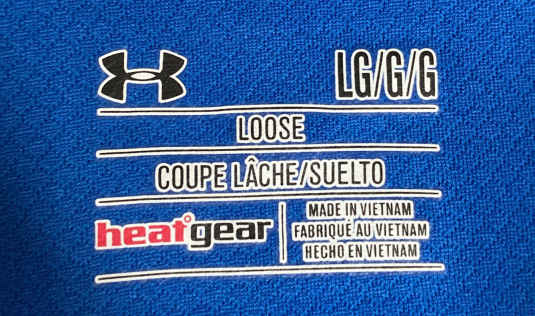 LG/G/G
LOOSE
COUPE LÂCHE/SUELTO
heatgear
MADE IN VIETNAM
FABRIQUÉ AU VIETNAM
HECHO EN VIETNAM